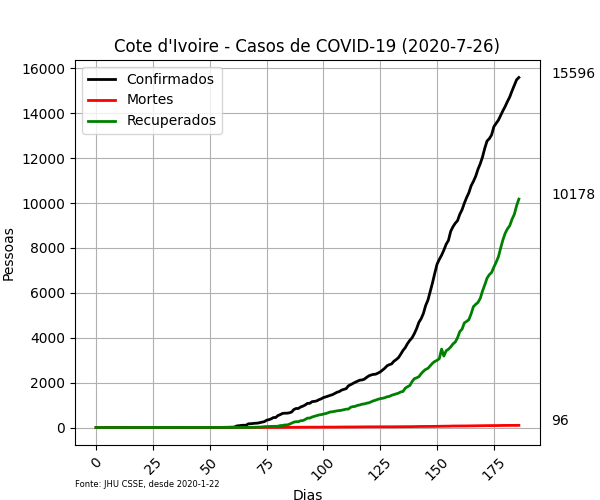 Cote d'Ivoire - Casos de COVID-19 (2020-7-26)
Confirmados
Mortes
Recuperados
16000
14000
12000
10000
8000
6000
4000
2000
0
Pessoas
15596
10178
96
0
25
50
75
100
125
150
175
Fonte: JHU CSSE, desde 2020-1-22
Dias